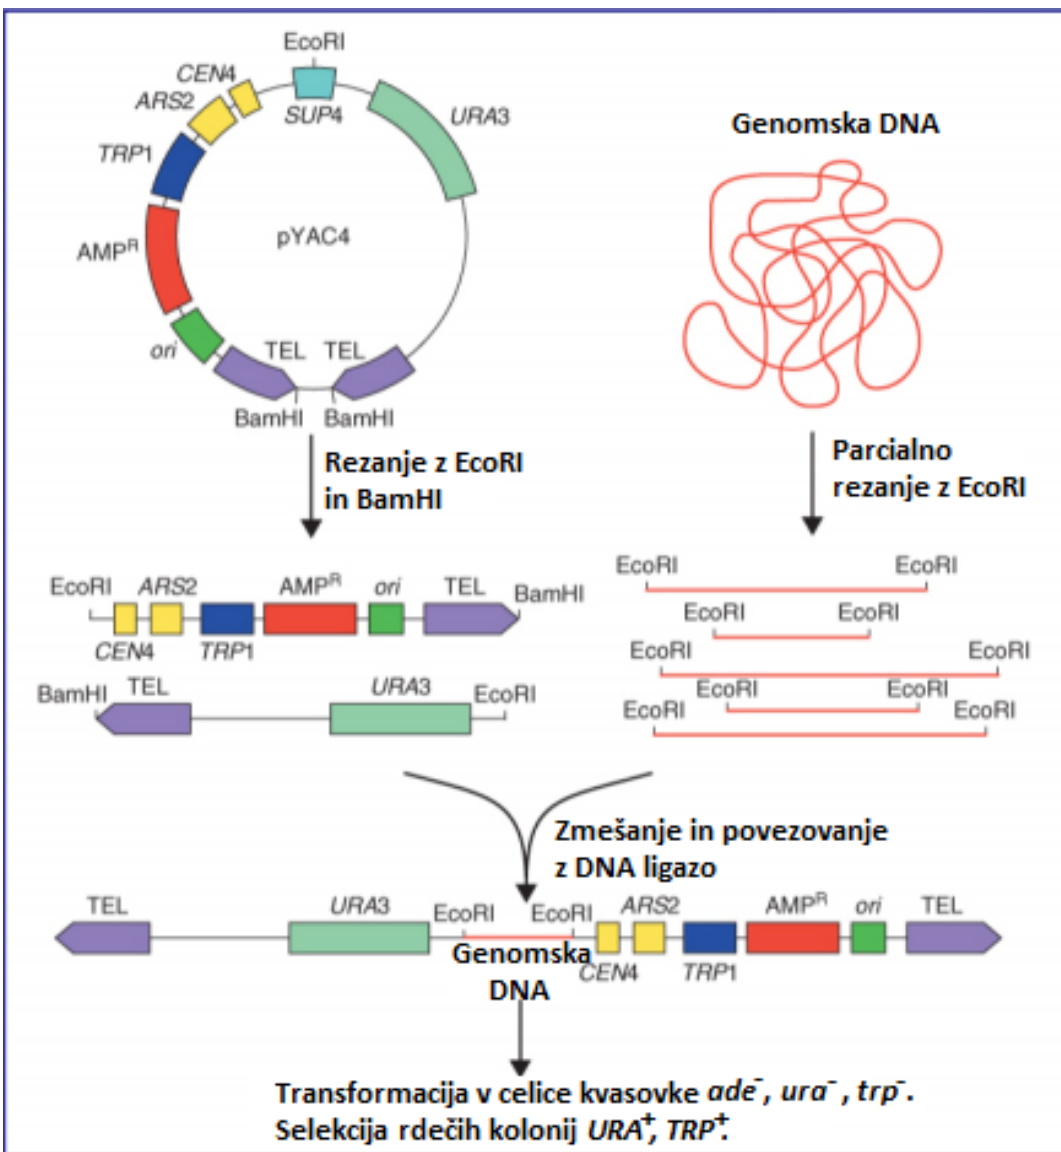 EcoRI
CEN4
ARS2
SUP4
URA3
TRP1
AMPᴿ
pYAC4
ori
TEL TEL
BamHI BamHI
Genomska DNA
Rezanje z EcoRI
in BamHI
Parcialno
rezanje z EcoRI
EcoRI ARS2 AMPᴿ ori TEL BamHI
CEN4 TRP1
BamHI TEL URA3 EcoRI
EcoRI EcoRI
EcoRI EcoRI
EcoRI EcoRI
EcoRI EcoRI
EcoRI EcoRI
Zmešanje in povezovanje
z DNA ligazo
TEL URA3 EcoRI EcoRI ARS2 AMPᴿ ori TEL
Genomska
DNA
CEN4 TRP1
Transformacija v celice kvasovke ade⁻, ura⁻, trp⁻.
Selekcija rdečih kolonij URA⁺, TRP⁺.